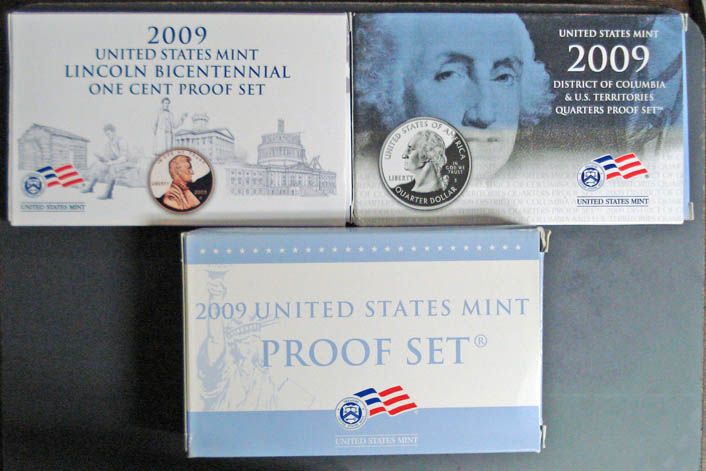 2009
UNITED STATES MINT
LINCOLN BICENTENNIAL
ONE CENT PROOF SET
LIBERTY
2009
UNITED STATES MINT
UNITED STATES MINT
2009
DISTRICT OF COLUMBIA
& U.S. TERRITORIES
QUARTERS PROOF SET™
UNITED STATES OF AMERICA
LIBERTY
IN
GOD WE
TRUST
S
QUARTER DOLLAR
UNITED STATES MINT
2009 UNITED STATES MINT
PROOF SET®
UNITED STATES MINT